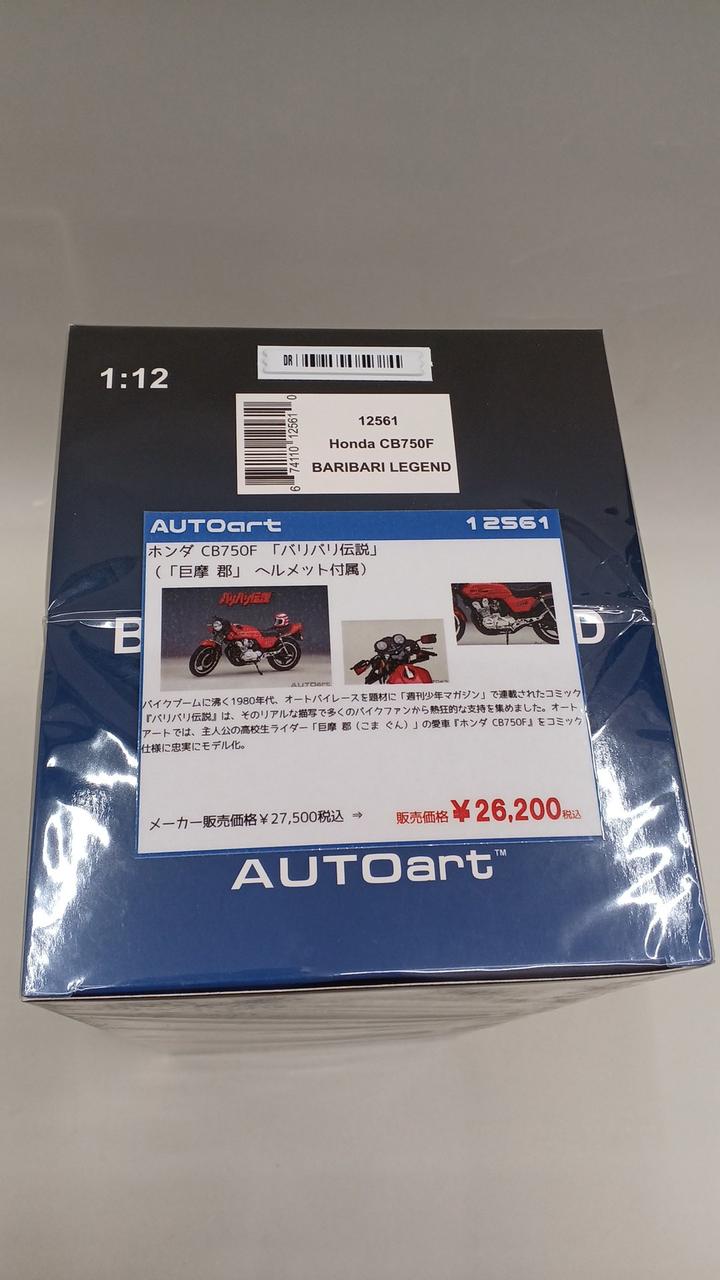 DR
1:12
6 74110 12561 0
12561
Honda CB750F
BARIBARI LEGEND
AUTOart 12561
ホンダ CB750F 「バリバリ伝説」
(「巨摩 郡」 ヘルメット付属)
バリバリ伝説
AUTOart
B D
バイクブームに沸く1980年代、オートバイレースを題材に「週刊少年マガジン」で連載されたコミック
『バリバリ伝説』は、そのリアルな描写で多くのバイクファンから熱狂的な支持を集めました。オート
アートでは、主人公の高校生ライダー「巨摩 郡（こま ぐん）」の愛車『ホンダ CB750F』をコミック
仕様に忠実にモデル化。
メーカー販売価格￥27,500税込 ⇒ 販売価格￥26,200税込
AUTOart™